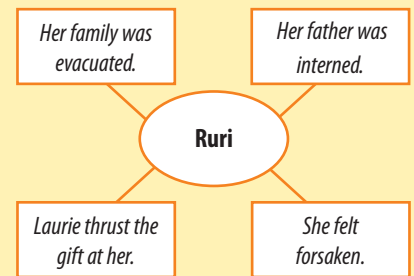 Her family was
evacuated.
Her father was
interned.
Ruri
Laurie thrust the
gift at her.
She felt
forsaken.